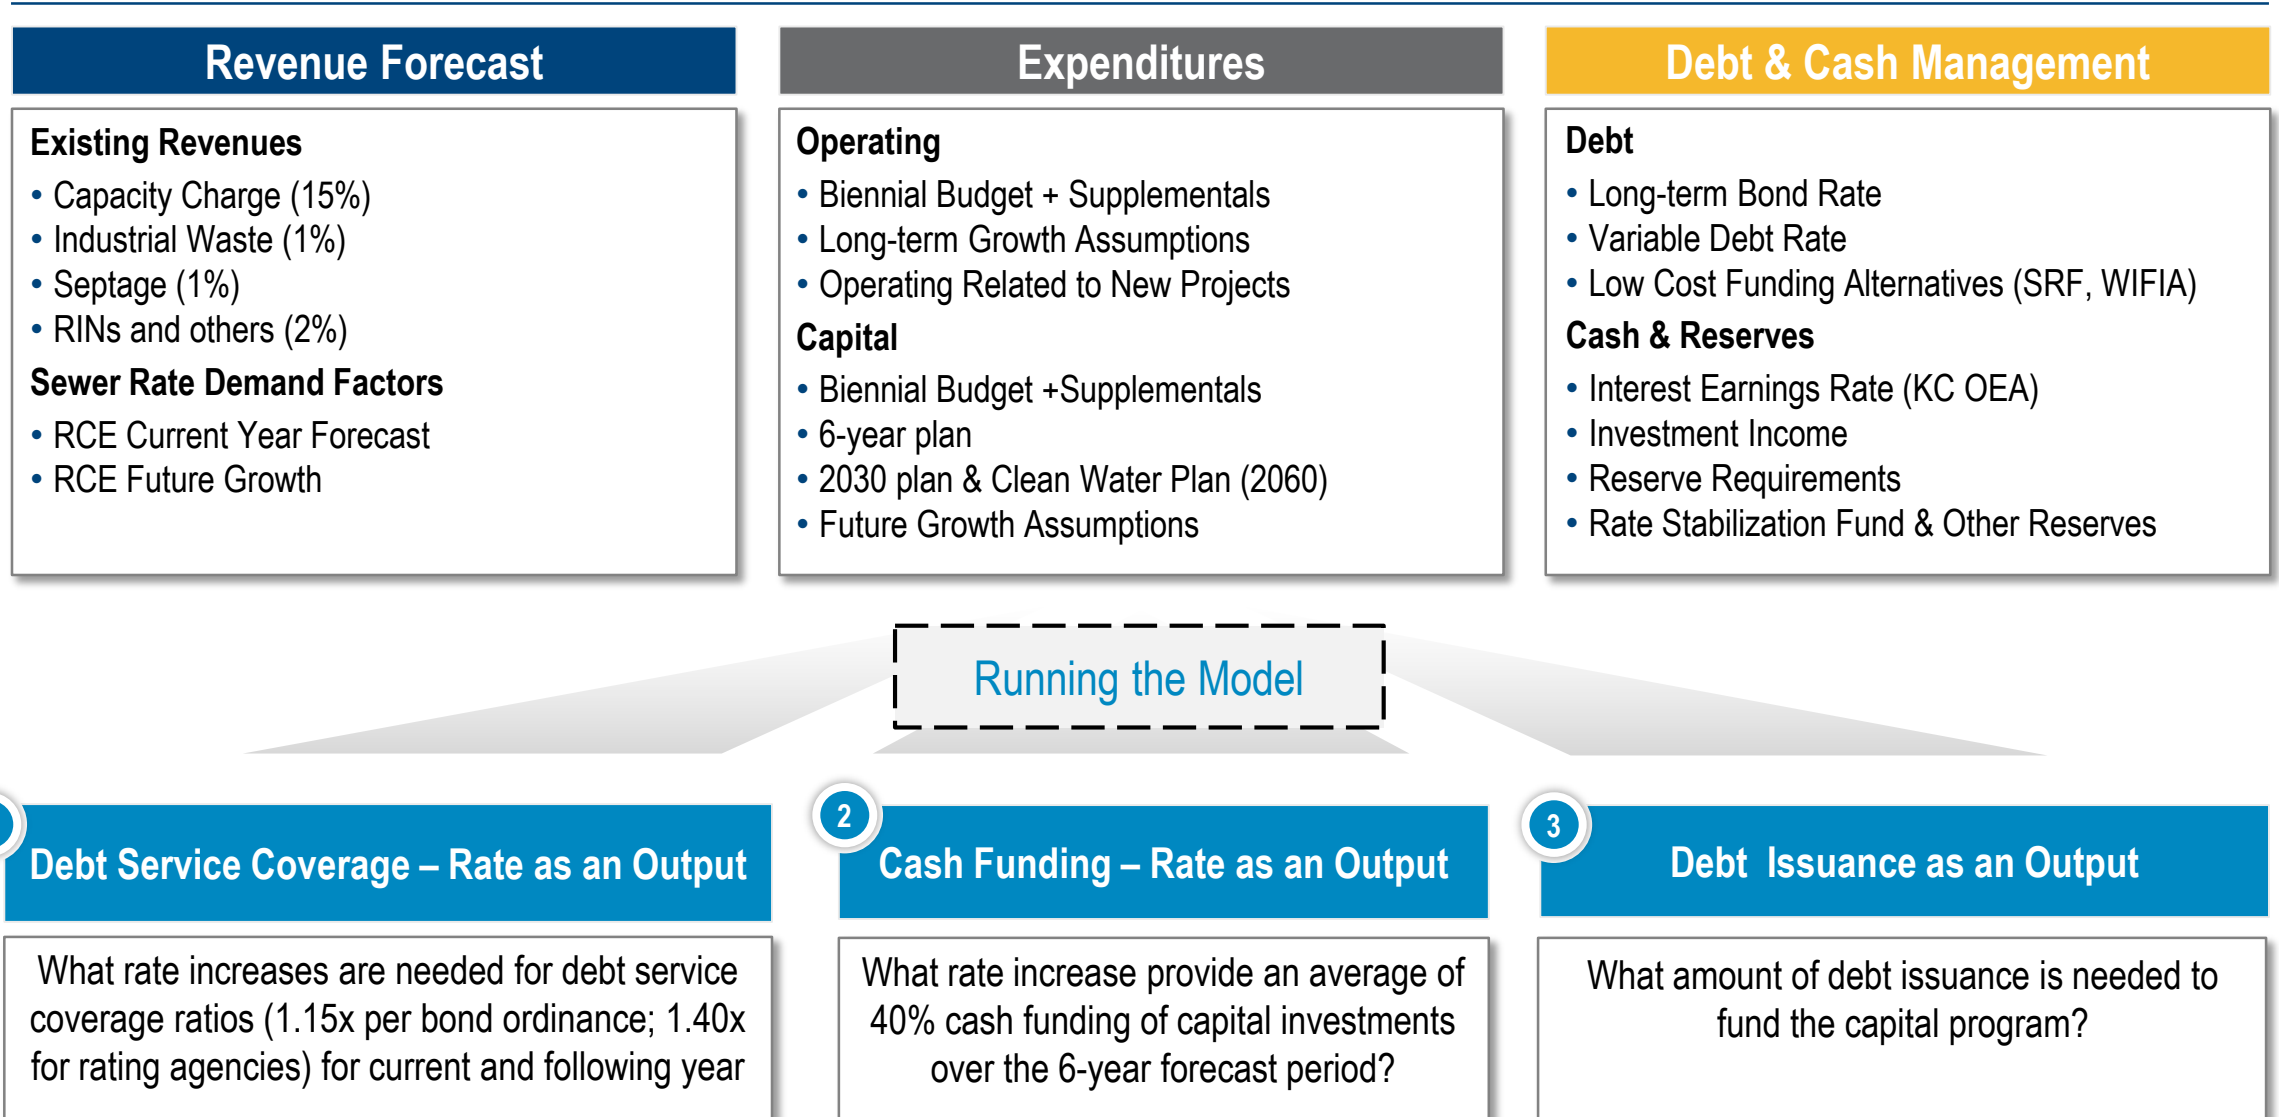 Revenue Forecast
Existing Revenues
• Capacity Charge (15%)
• Industrial Waste (1%)
• Septage (1%)
• RINs and others (2%)
Sewer Rate Demand Factors
• RCE Current Year Forecast
• RCE Future Growth
Expenditures
Operating
• Biennial Budget + Supplementals
• Long-term Growth Assumptions
• Operating Related to New Projects
Capital
• Biennial Budget +Supplementals
• 6-year plan
• 2030 plan & Clean Water Plan (2060)
• Future Growth Assumptions
Debt & Cash Management
Debt
• Long-term Bond Rate
• Variable Debt Rate
• Low Cost Funding Alternatives (SRF, WIFIA)
Cash & Reserves
• Interest Earnings Rate (KC OEA)
• Investment Income
• Reserve Requirements
• Rate Stabilization Fund & Other Reserves
Running the Model
Debt Service Coverage – Rate as an Output
What rate increases are needed for debt service
coverage ratios (1.15x per bond ordinance; 1.40x
for rating agencies) for current and following year
2
Cash Funding – Rate as an Output
What rate increase provide an average of
40% cash funding of capital investments
over the 6-year forecast period?
3
Debt Issuance as an Output
What amount of debt issuance is needed to
fund the capital program?